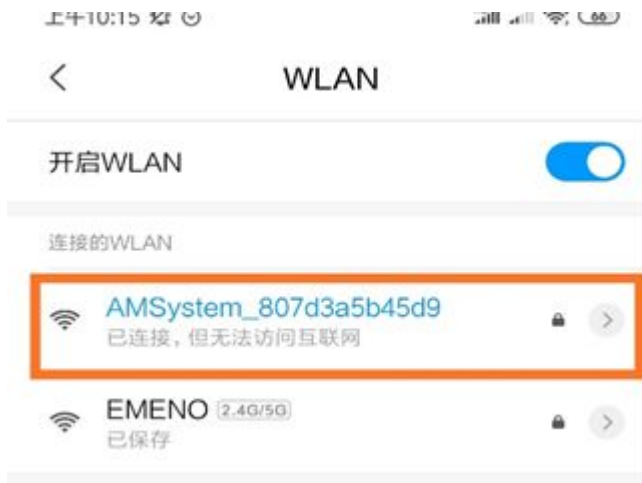 上午10:15
66
WLAN
开启WLAN
连接的WLAN
AMSystem_807d3a5b45d9
已连接，但无法访问互联网
EMENO 2.4G/5G
已保存